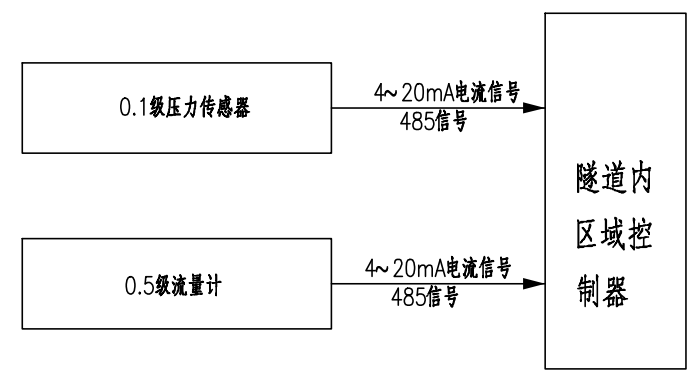 0.1级压力传感器
4~20mA电流信号
485信号
0.5级流量计
4~20mA电流信号
485信号
隧道内
区域控
制器